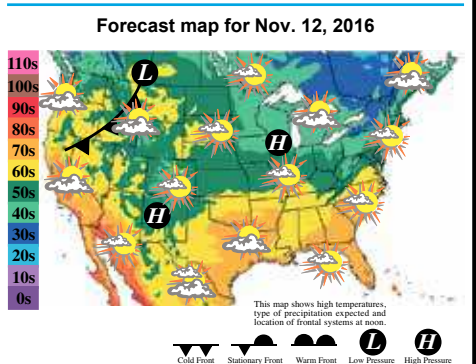 Forecast map for Nov. 12, 2016
110s
100s
90s
80s
70s
60s
50s
40s
30s
20s
10s
0s
L
H
H
This map shows high temperatures,
type of precipitation expected and
location of frontal systems at noon.
L
H
Cold Front
Stationary Front
Warm Front
Low Pressure
High Pressure